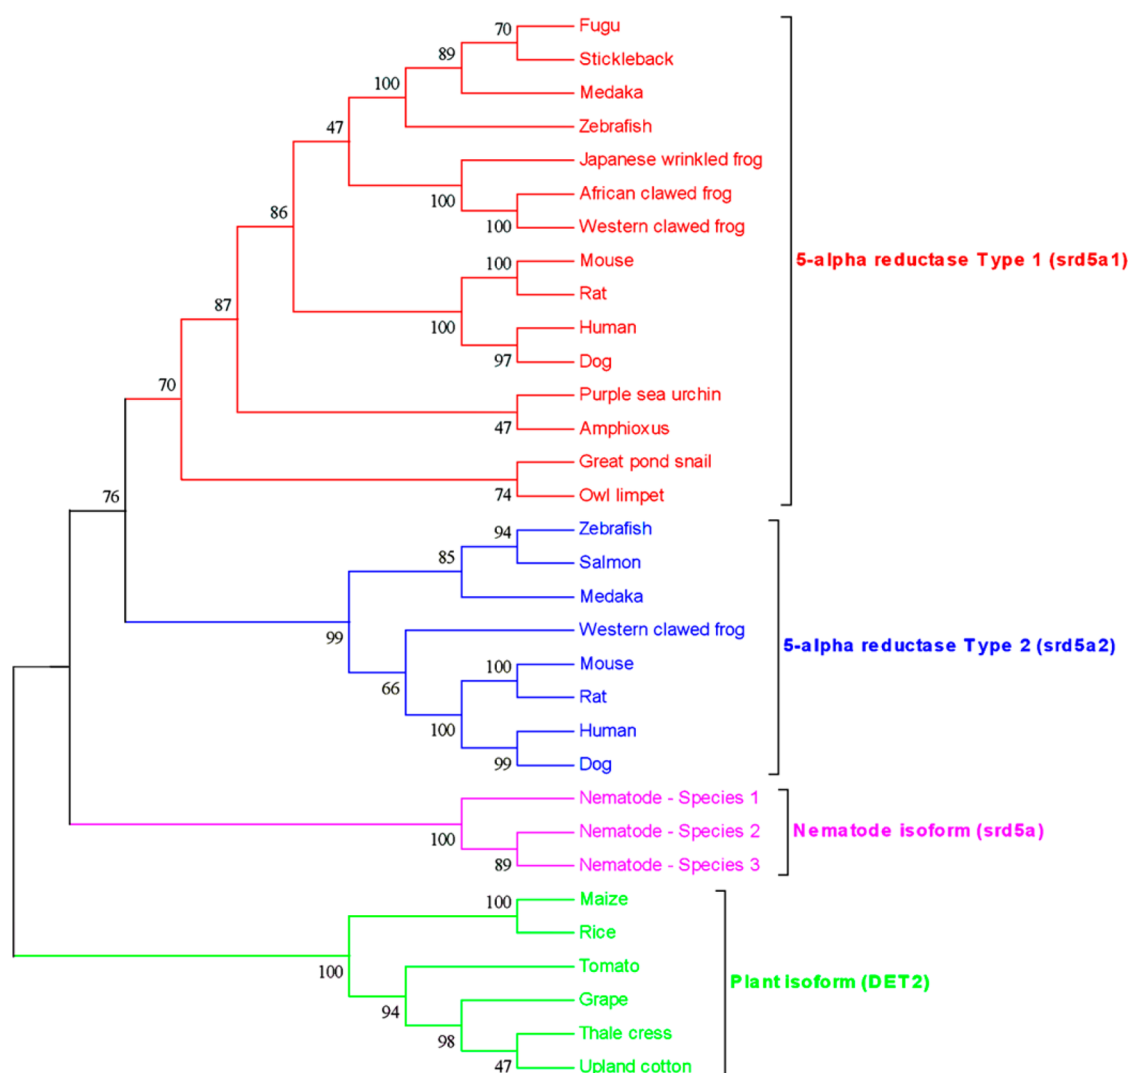 70 Fugu
89 Stickleback
100 Medaka
47 Zebrafish
Japanese wrinkled frog
100 African clawed frog
86 100 Western clawed frog
5-alpha reductase Type 1 (srd5a1)
100 Mouse
Rat
87 100 Human
97 Dog
70 Purple sea urchin
47 Amphioxus
Great pond snail
74 Owl limpet
76
94 Zebrafish
85 Salmon
Medaka
99 Western clawed frog
5-alpha reductase Type 2 (srd5a2)
66 100 Mouse
Rat
100 Human
99 Dog
Nematode - Species 1
100 Nematode - Species 2
Nematode isoform (srd5a)
89 Nematode - Species 3
100 Maize
Rice
100 Tomato
Plant isoform (DET2)
94 Grape
98 Thale cress
47 Upland cotton